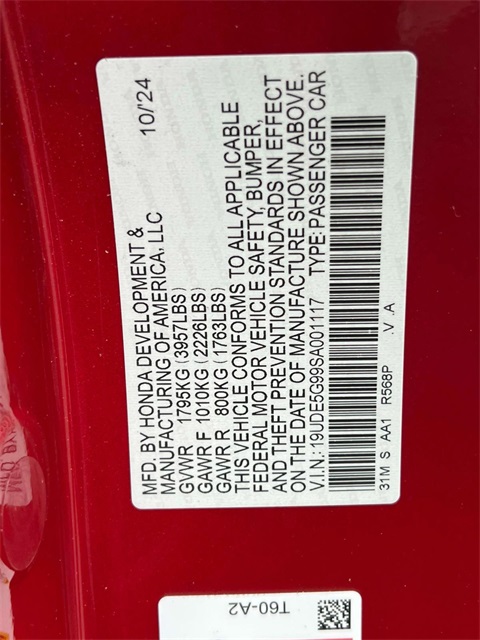 MFD. BY HONDA DEVELOPMENT & 10/'24
MANUFACTURING OF AMERICA, LLC
GVWR 1795KG (3957LBS)
GAWR F 1010KG (2226LBS)
GAWR R 800KG (1763LBS)
THIS VEHICLE CONFORMS TO ALL APPLICABLE
FEDERAL MOTOR VEHICLE SAFETY, BUMPER,
AND THEFT PREVENTION STANDARDS IN EFFECT
ON THE DATE OF MANUFACTURE SHOWN ABOVE.
V.I.N.: 19UDE5G99SA001117 TYPE: PASSENGER CAR
31M S AA1 R568P .V .A
T60-A2